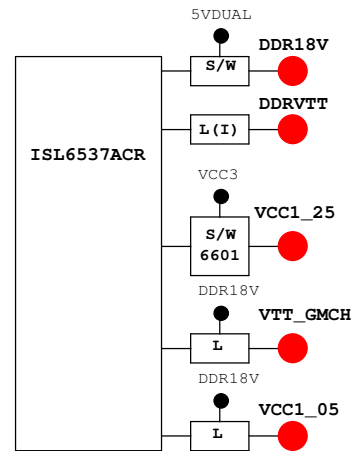 5VDUAL
DDR18V
S/W
DDRVTT
L(I)
ISL6537ACR
VCC3
VCC1_25
S/W
6601
DDR18V
VTT_GMCH
L
DDR18V
VCC1_05
L